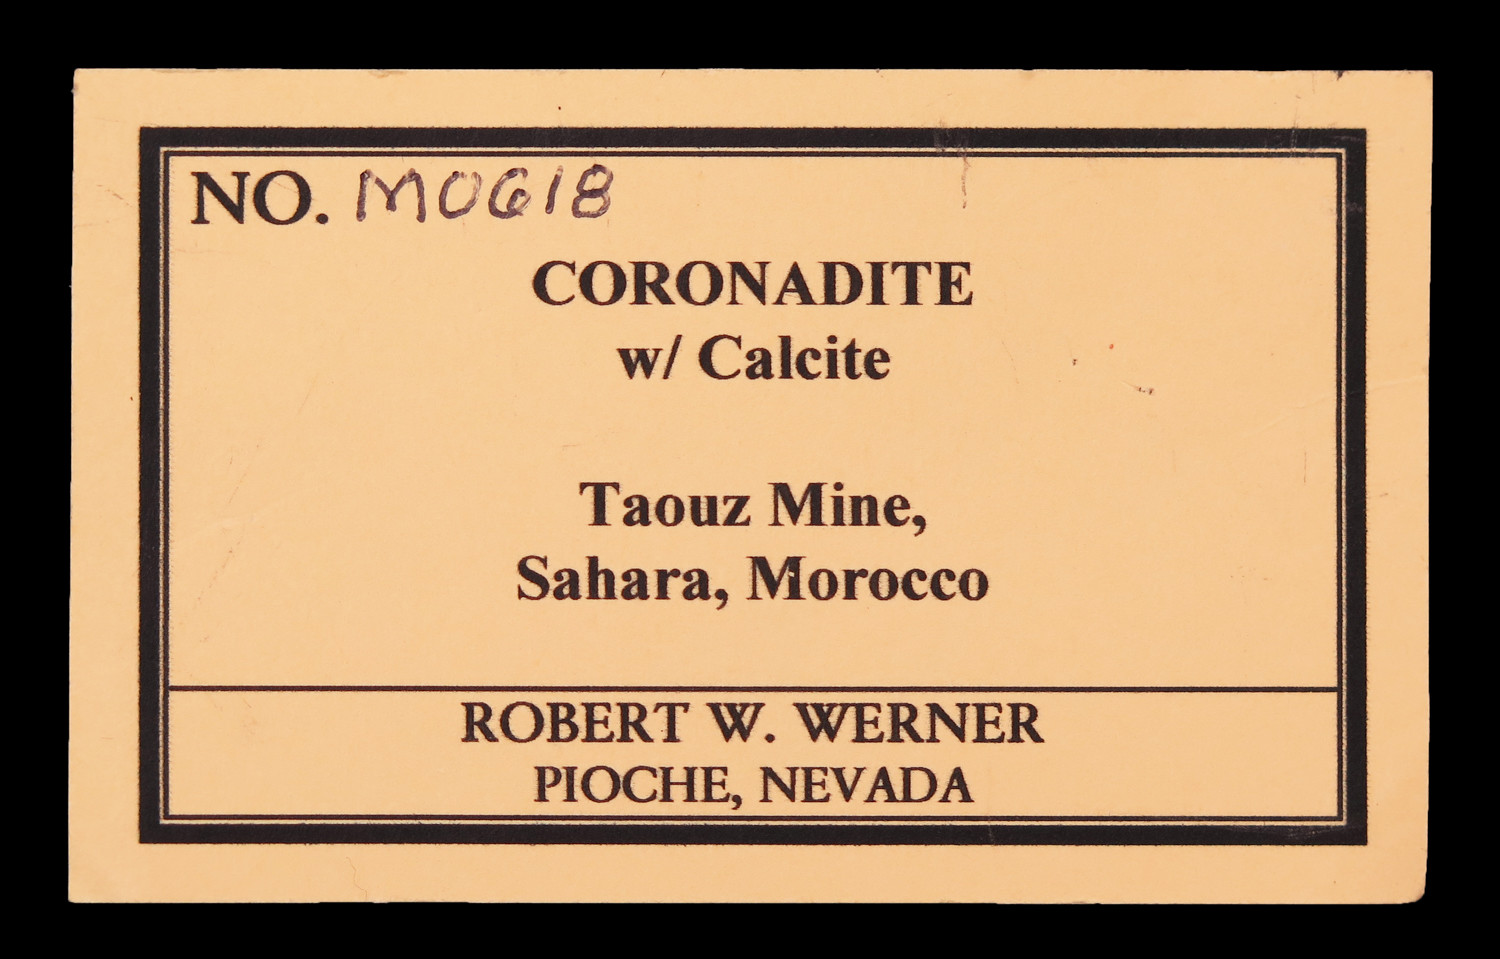 NO. M0618
CORONADITE
w/ Calcite
Taouz Mine,
Sahara, Morocco
ROBERT W. WERNER
PIOCHE, NEVADA